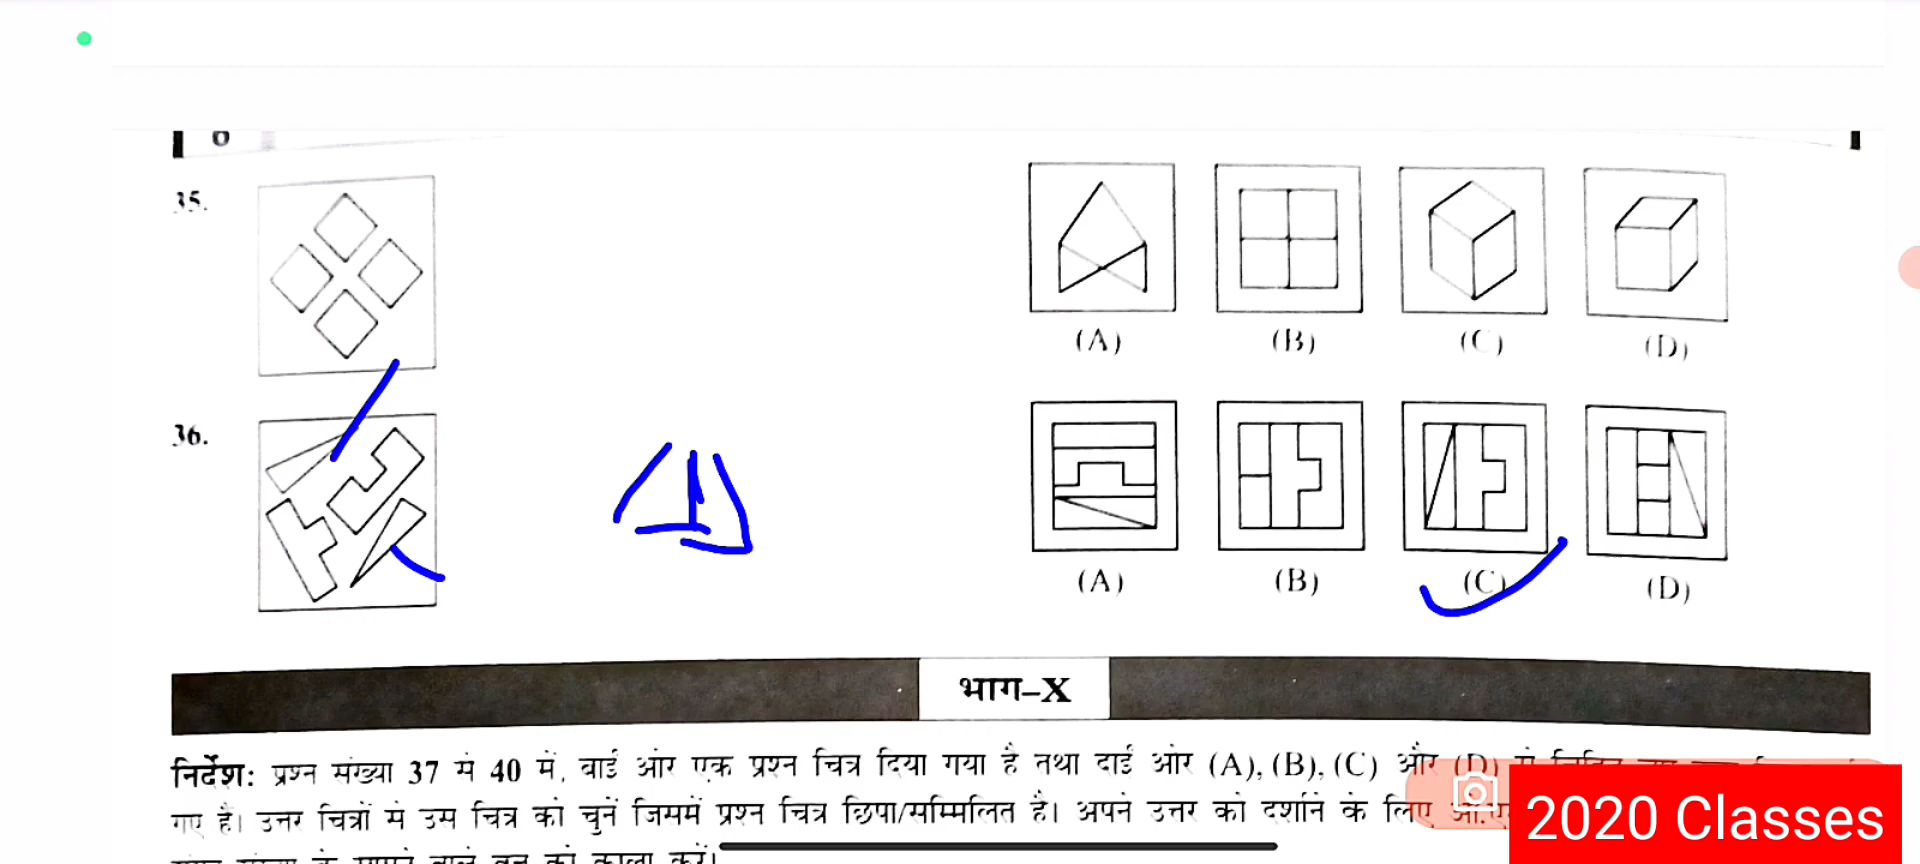 35.
(A) (B) (C) (D)
36.
(A) (B) (C) (D)
भाग–X
निर्देश: प्रश्न संख्या 37 से 40 में, बाईं ओर एक प्रश्न चित्र दिया गया है तथा दाईं ओर (A), (B), (C) और (D)
गए हैं। उत्तर चित्रों में से उस चित्र को चुनें जिसमें प्रश्न चित्र छिपा/सम्मिलित है। अपने उत्तर को दर्शाने के लिए
2020 Classes